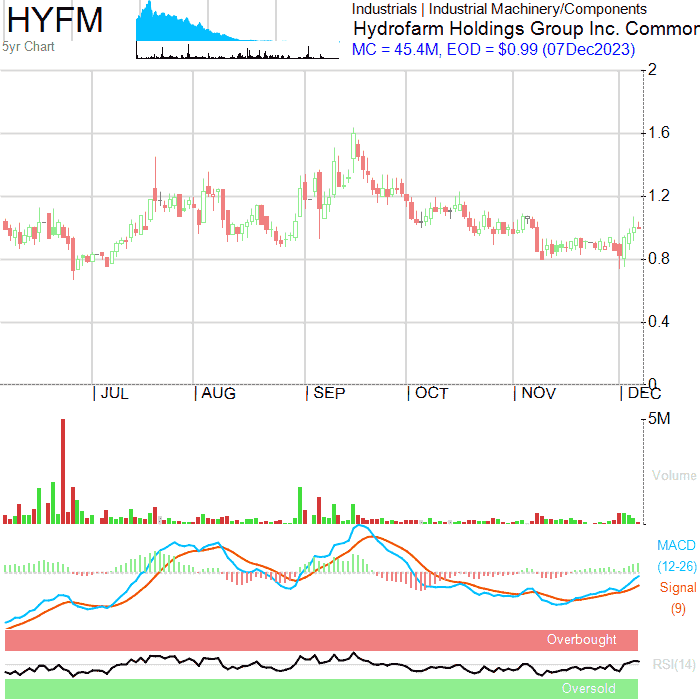 HYFM
5yr Chart
Industrials | Industrial Machinery/Components
Hydrofarm Holdings Group Inc. Common
MC = 45.4M, EOD = $0.99 (07Dec2023)
2
1.6
1.2
0.8
0.4
0
| JUL | AUG | SEP | OCT | NOV | DEC
5M
Volume
MACD
(12-26)
Signal
(9)
Overbought
RSI(14)
Oversold